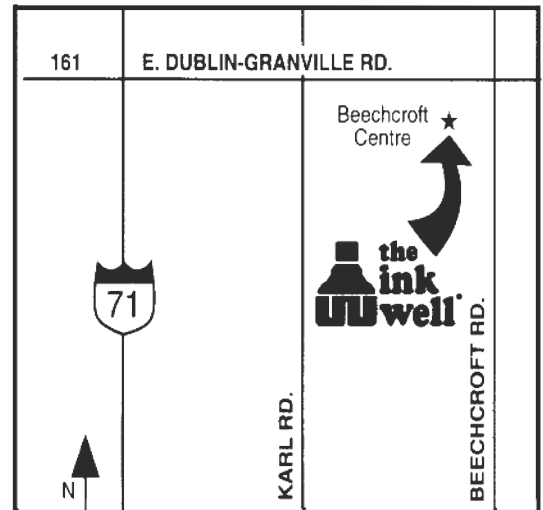 161 E. DUBLIN-GRANVILLE RD.
Beechcroft
Centre
the
ink
well
71
KARL RD.
BEECHCROFT RD.
N